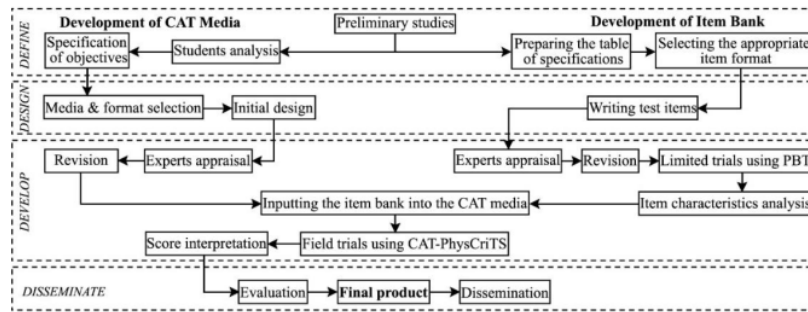 Development of CAT Media
Preliminary studies
Development of Item Bank
DEFINE
Specification
of objectives
Students analysis
Preparing the table
of specifications
Selecting the appropriate
item format
DESIGN
Media & format selection
Initial design
Writing test items
DEVELOP
Revision
Experts appraisal
Experts appraisal
Revision
Limited trials using PBT
Inputting the item bank into the CAT media
Item characteristics analysis
Score interpretation
Field trials using CAT-PhysCriTS
DISSEMINATE
Evaluation
Final product
Dissemination